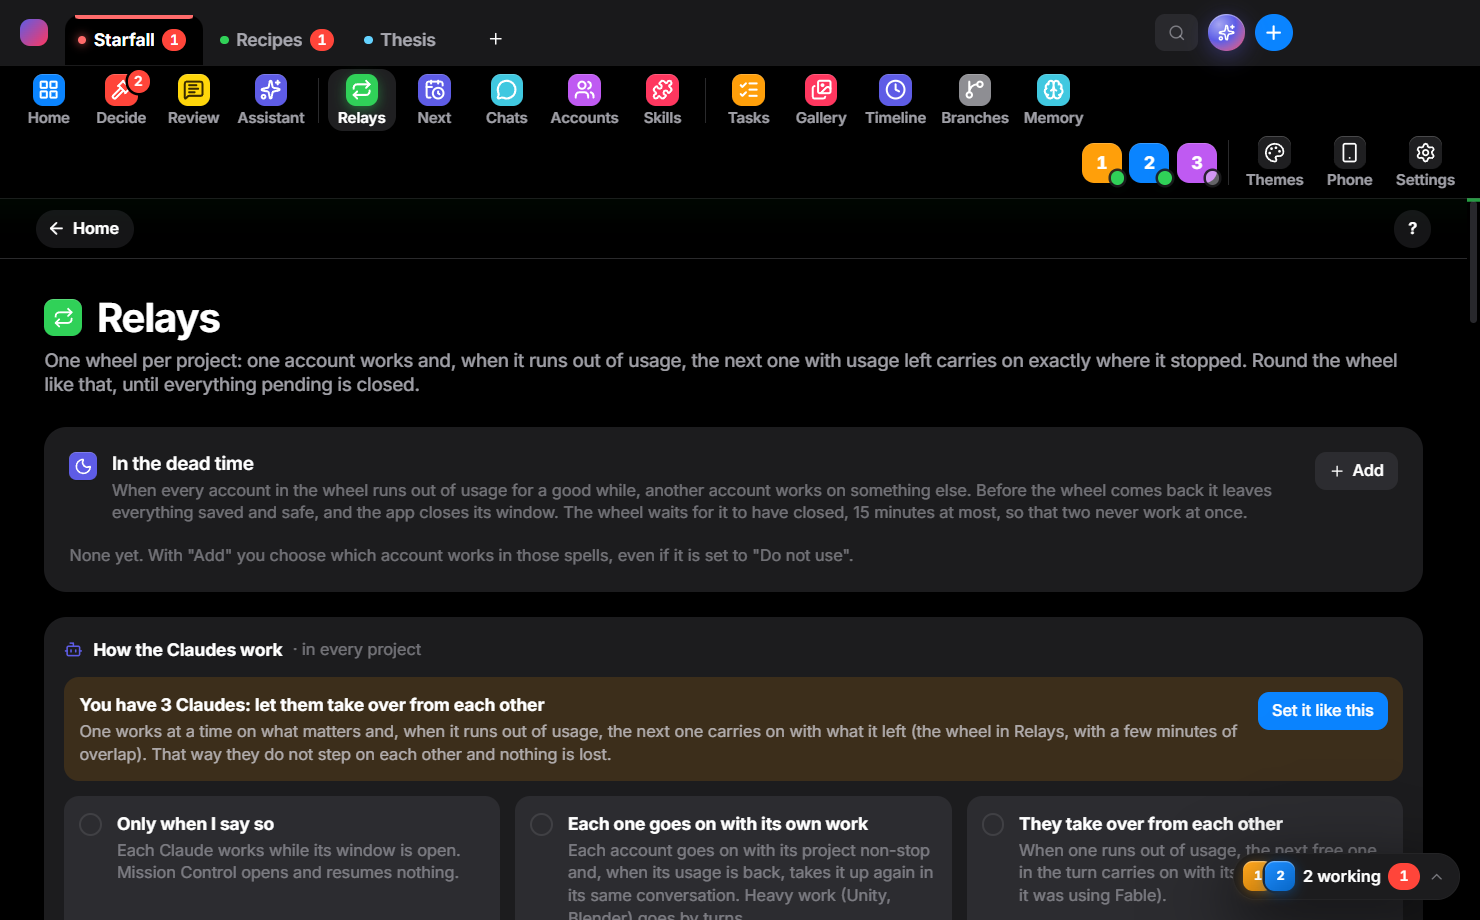 Starfall 1
Recipes 1
Thesis
+
Home
Decide 2
Review
Assistant
Relays
Next
Chats
Accounts
Skills
Tasks
Gallery
Timeline
Branches
Memory
1 2 3
Themes
Phone
Settings
Home
?
Relays
One wheel per project: one account works and, when it runs out of usage, the next one with usage left carries on exactly where it stopped. Round the wheel
like that, until everything pending is closed.
In the dead time
When every account in the wheel runs out of usage for a good while, another account works on something else. Before the wheel comes back it leaves
everything saved and safe, and the app closes its window. The wheel waits for it to have closed, 15 minutes at most, so that two never work at once.
+ Add
None yet. With "Add" you choose which account works in those spells, even if it is set to "Do not use".
How the Claudes work · in every project
You have 3 Claudes: let them take over from each other
One works at a time on what matters and, when it runs out of usage, the next one carries on with what it left (the wheel in Relays, with a few minutes of
overlap). That way they do not step on each other and nothing is lost.
Set it like this
Only when I say so
Each Claude works while its window is open.
Mission Control opens and resumes nothing.
Each one goes on with its own work
Each account goes on with its project non-stop
and, when its usage is back, takes it up again in
its same conversation. Heavy work (Unity,
Blender) goes by turns.
They take over from each other
When one runs out of usage, the next free one
in the turn carries on with its
it was using Fable).
1 2 2 working 1